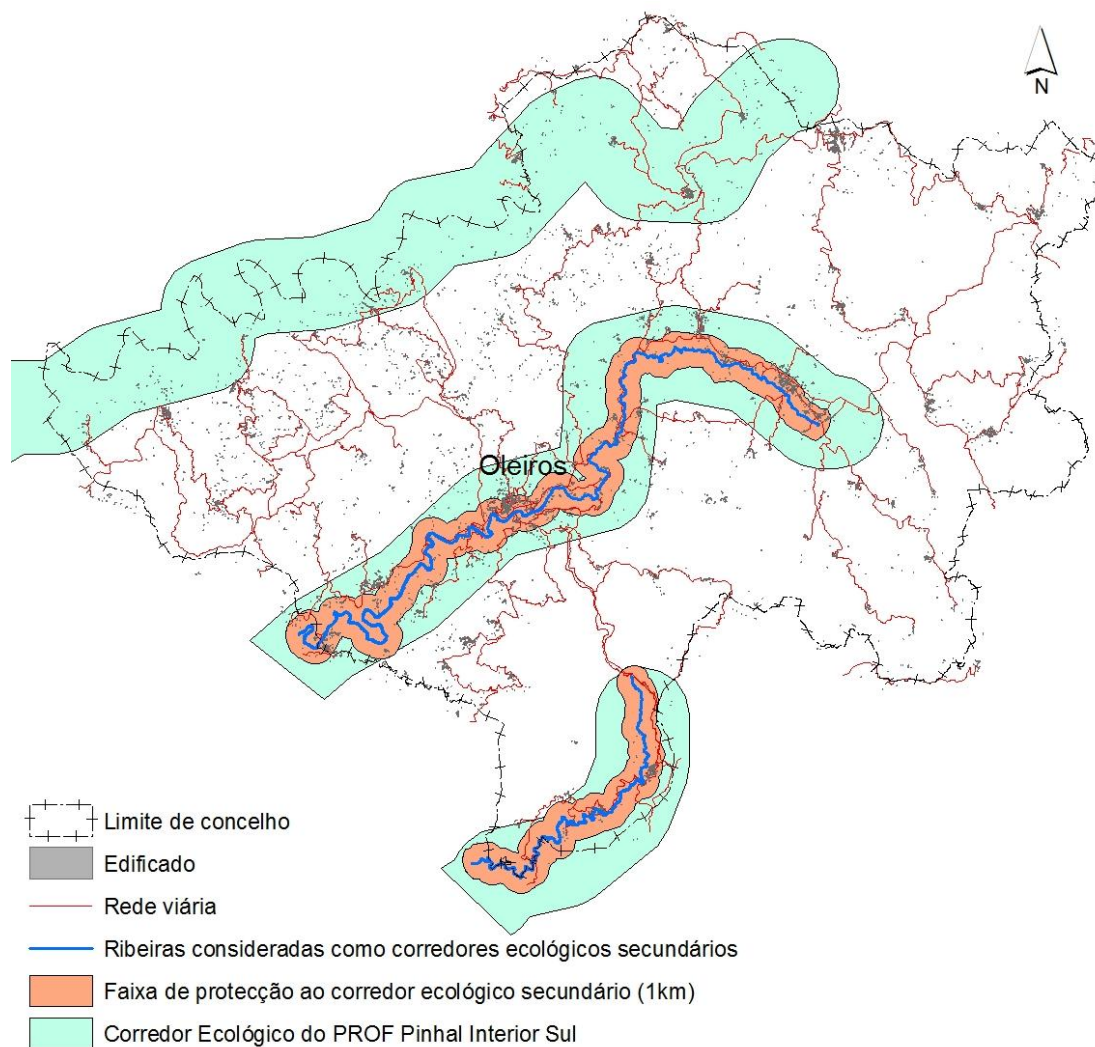 N
Oleiros
Limite de concelho
Edificado
Rede viária
Ribeiras consideradas como corredores ecológicos secundários
Faixa de protecção ao corredor ecológico secundário (1km)
Corredor Ecológico do PROF Pinhal Interior Sul